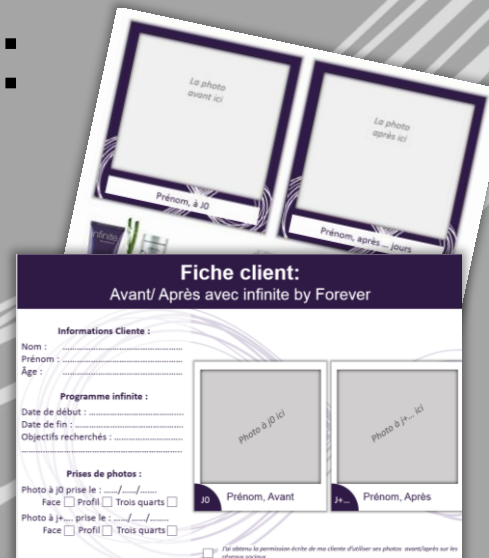 La photo
avant ici
La photo
après ici
Prénom, à J0
Prénom, après ... jours
infinite
Fiche client:
Avant/ Après avec infinite by Forever
Informations Cliente :
Nom : ..............................................
Prénom : ..............................................
Âge : ..............................................
Programme infinite :
Date de début : ....................................
Date de fin : ..........................................
Objectifs recherchés : ..........................
Prises de photos :
Photo à j0 prise le : ....../....../........
Face Profil Trois quarts
Photo à j+.... prise le : ....../....../........
Face Profil Trois quarts
Photo à j0 ici
Photo à j+... ici
J0 Prénom, Avant
J+... Prénom, Après
J'ai obtenu la permission écrite de ma cliente d'utiliser ses photos avant/après sur les
réseaux sociaux